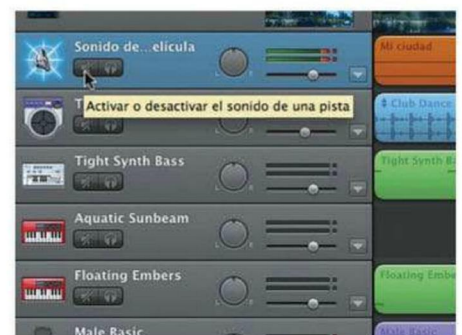 Sonido de...elicula
Mi ciudad
Activar o desactivar el sonido de una pista
Club Dance
Tight Synth Bass
Tight Synth B
Aquatic Sunbeam
Floating Embers
Floating Embe
Male Basic
Male Basic